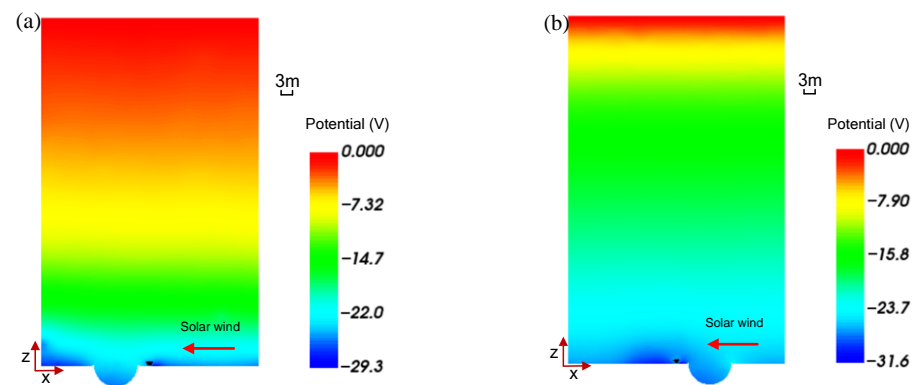 (a)
3m
Potential (V)
0.000
−7.32
−14.7
−22.0
−29.3
Solar wind
z
x
(b)
3m
Potential (V)
0.000
−7.90
−15.8
−23.7
−31.6
Solar wind
z
x